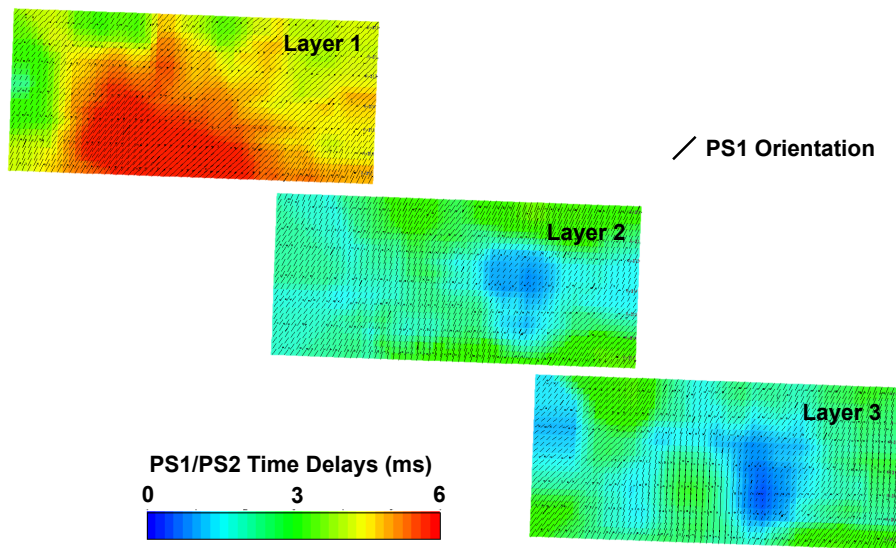 Layer 1
PS1 Orientation
Layer 2
Layer 3
PS1/PS2 Time Delays (ms)
0 3 6